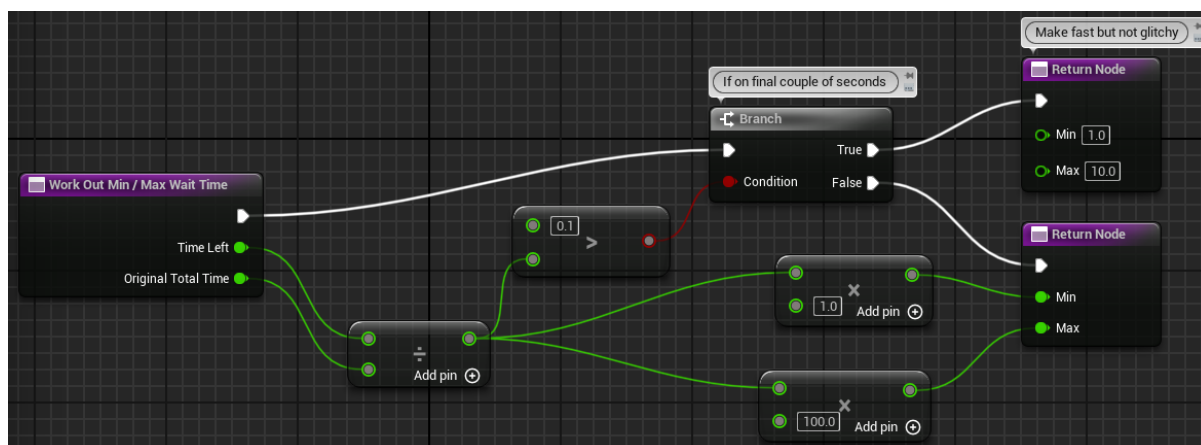 Make fast but not glitchy
Return Node
Min 1.0
Max 10.0
If on final couple of seconds
Branch
True
Condition
False
Work Out Min / Max Wait Time
Time Left
Original Total Time
0.1
>
÷
Add pin
×
1.0
Add pin
×
100.0
Add pin
Return Node
Min
Max